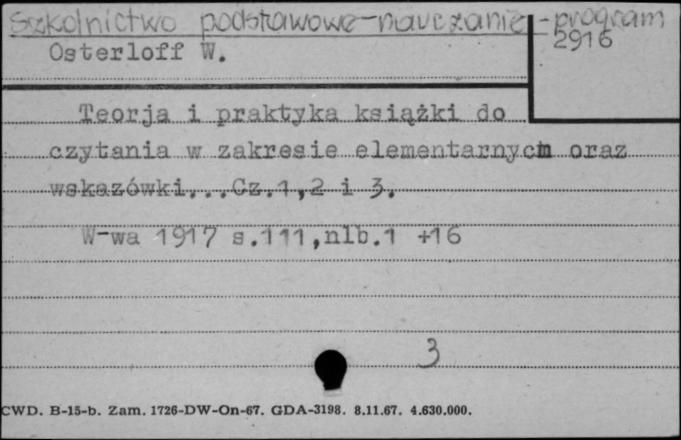 Szkolnictwo podstawowe-nauczanie-program
2916
Osterloff W.
Teorja i praktyka książki do
czytania w zakresie elementarnych oraz
wskazówki...Cz.1,2 i 3.
W-wa 1917 s.111,nlb.1 +16
3
CWD. B-15-b. Zam. 1726-DW-On-67. GDA-3198. 8.11.67. 4.630.000.